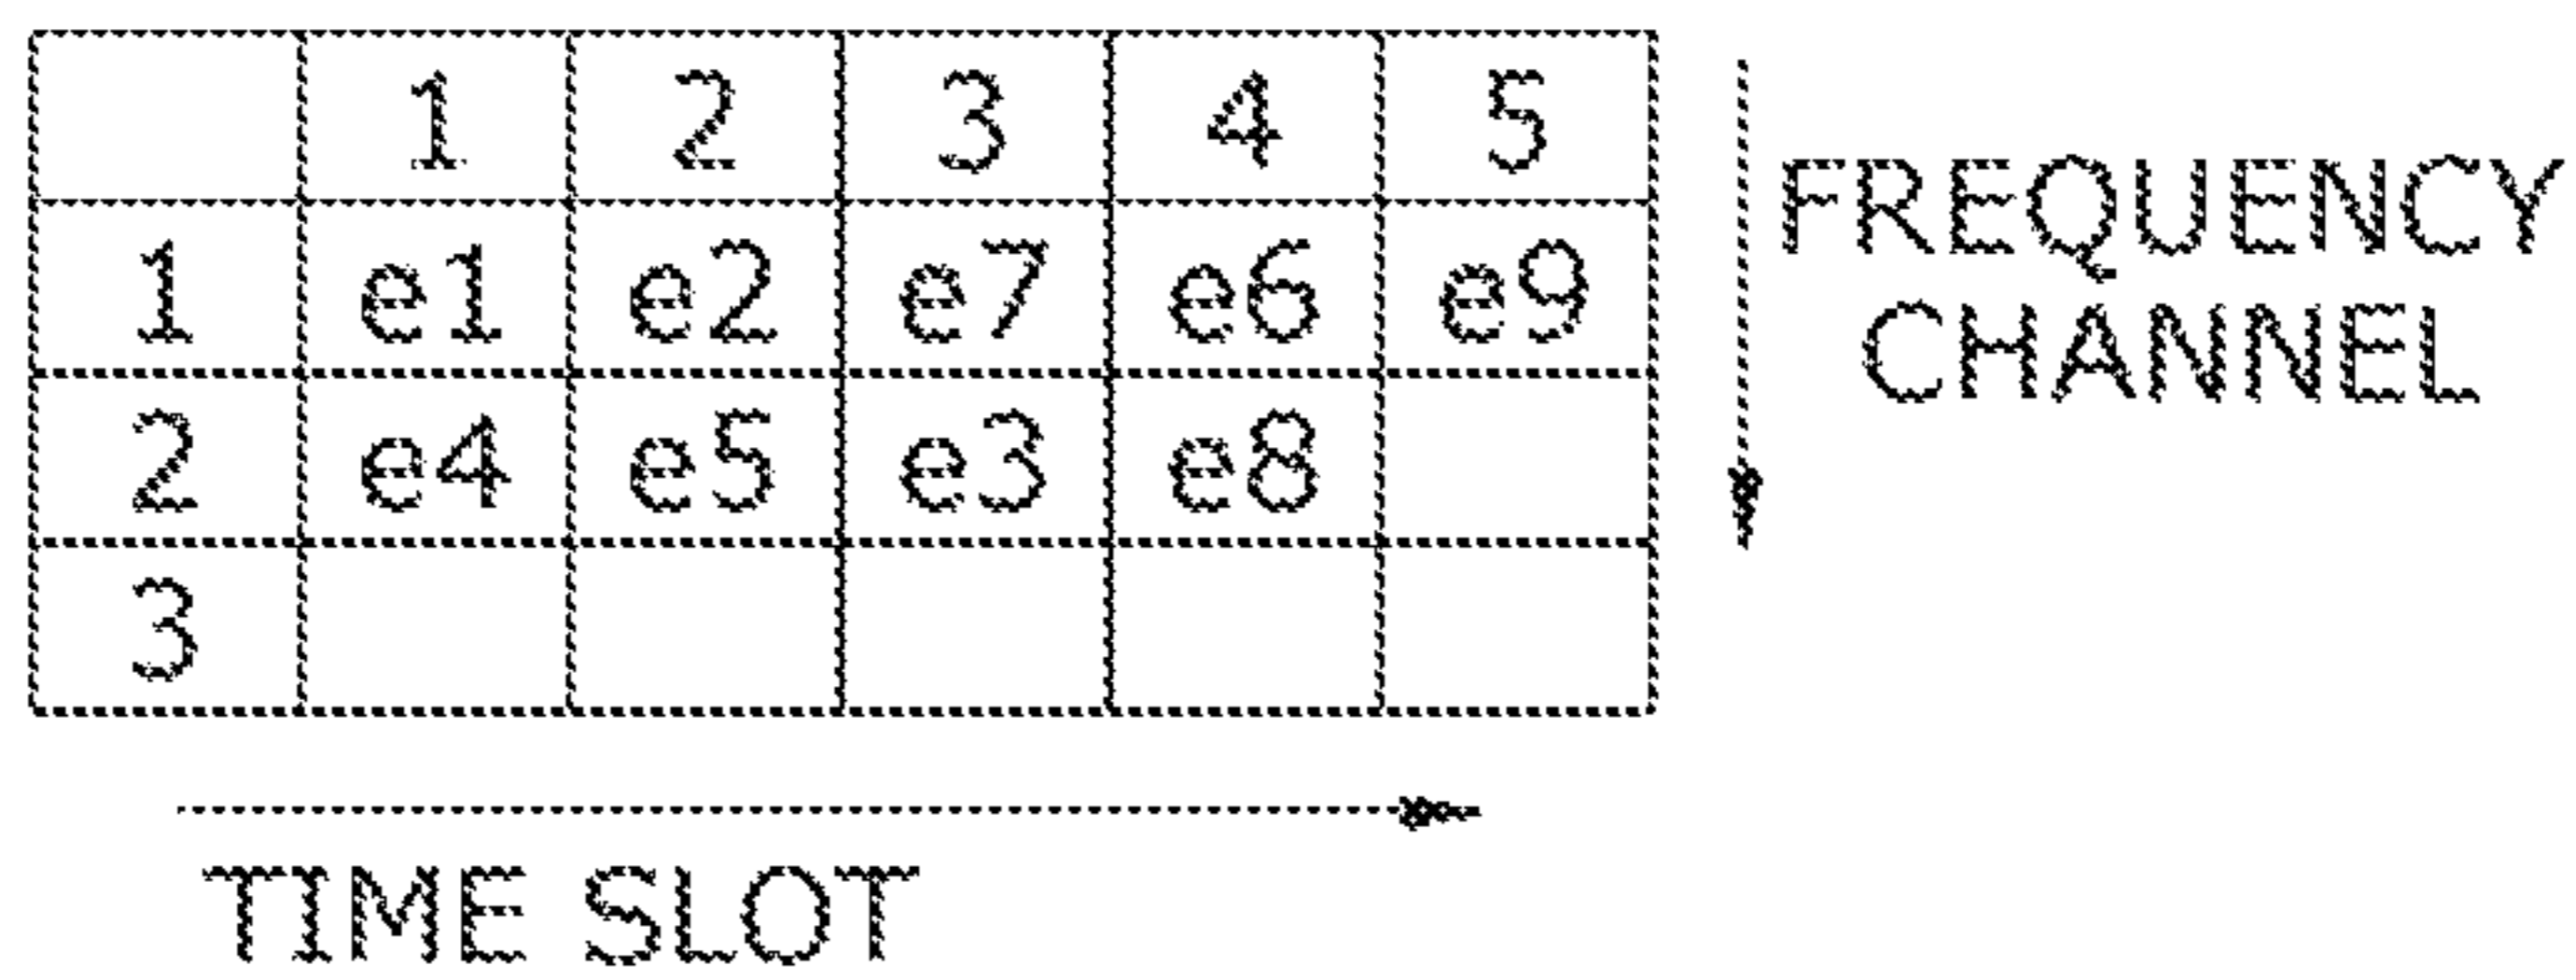 1 2 3 4 5
1 e1 e2 e7 e6 e9
2 e4 e5 e3 e8
3
FREQUENCY
CHANNEL
TIME SLOT